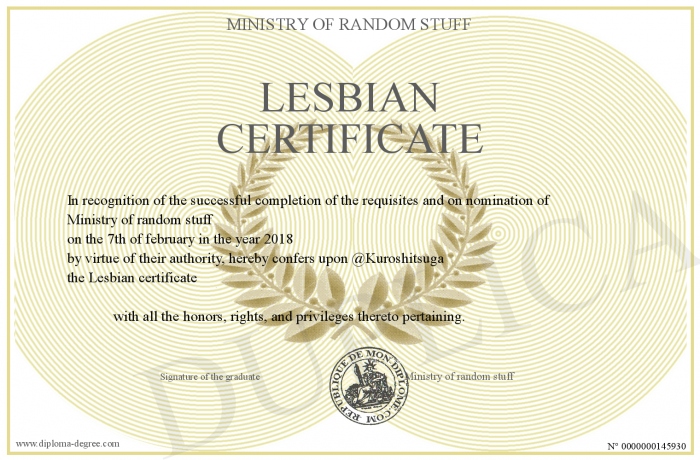 MINISTRY OF RANDOM STUFF
LESBIAN
CERTIFICATE
In recognition of the successful completion of the requisites and on nomination of
Ministry of random stuff
on the 7th of february in the year 2018
by virtue of their authority, hereby confers upon @Kuroshitsuga
the Lesbian certificate
with all the honors, rights, and privileges thereto pertaining.
Signature of the graduate
REPUBLIQUE DE MON-DIPLOME.COM
Ministry of random stuff
DUPLICATA
www.diploma-degree.com
N° 0000000145930